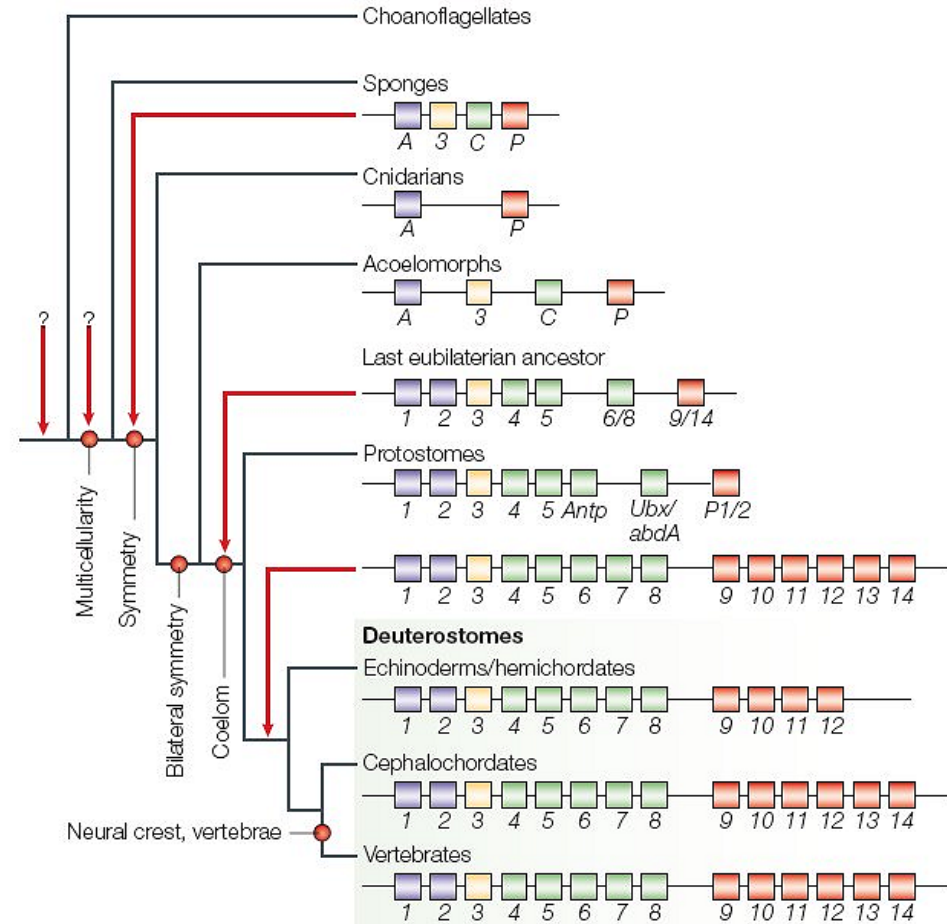 Choanoflagellates
Sponges
A 3 C P
Cnidarians
A P
Acoelomorphs
A 3 C P
? ?
Last eubilaterian ancestor
1 2 3 4 5 6/8 9/14
Protostomes
1 2 3 4 5 Antp Ubx/ P1/2
abdA
Multicellularity
Symmetry
Bilateral symmetry
Coelom
1 2 3 4 5 6 7 8 9 10 11 12 13 14
Deuterostomes
Echinoderms/hemichordates
1 2 3 4 5 6 7 8 9 10 11 12
Cephalochordates
1 2 3 4 5 6 7 8 9 10 11 12 13 14
Neural crest, vertebrae
Vertebrates
1 2 3 4 5 6 7 8 9 10 11 12 13 14